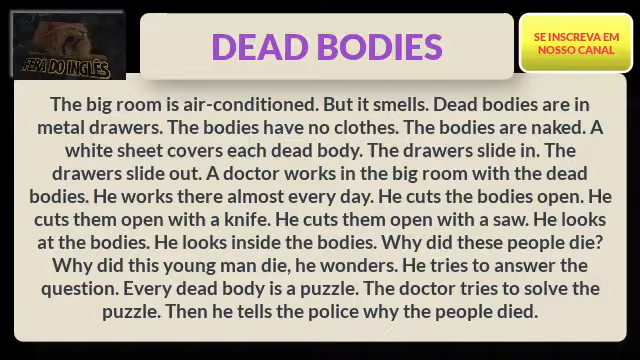 FERA DO INGLÊS
DEAD BODIES
SE INSCREVA EM
NOSSO CANAL
The big room is air-conditioned. But it smells. Dead bodies are in
metal drawers. The bodies have no clothes. The bodies are naked. A
white sheet covers each dead body. The drawers slide in. The
drawers slide out. A doctor works in the big room with the dead
bodies. He works there almost every day. He cuts the bodies open. He
cuts them open with a knife. He cuts them open with a saw. He looks
at the bodies. He looks inside the bodies. Why did these people die?
Why did this young man die, he wonders. He tries to answer the
question. Every dead body is a puzzle. The doctor tries to solve the
puzzle. Then he tells the police why the people died.